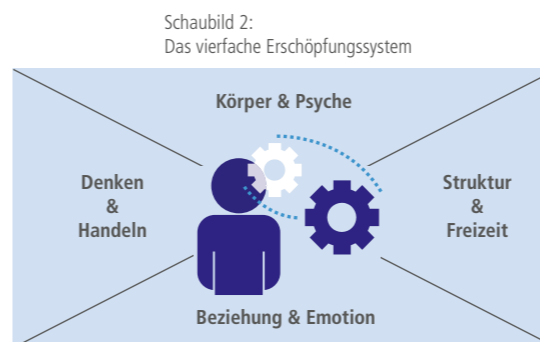 Schaubild 2:
Das vierfache Erschöpfungssystem
Körper & Psyche
Denken
&
Handeln
Struktur
&
Freizeit
Beziehung & Emotion